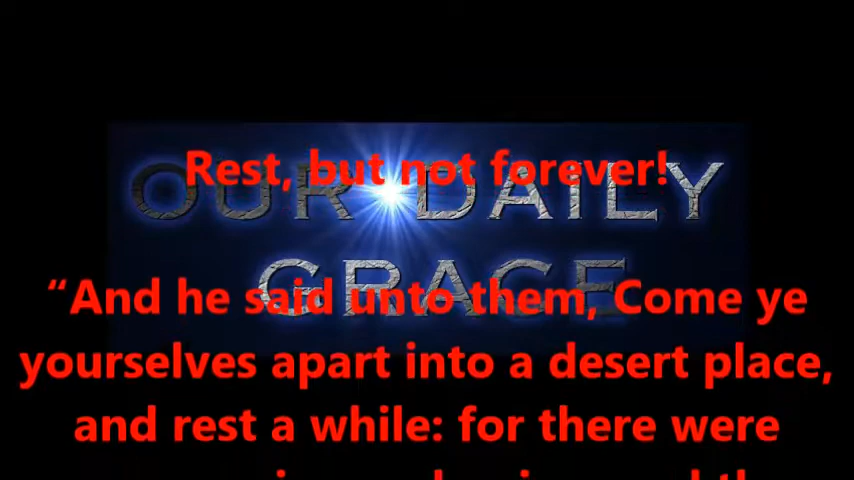 Rest, but not forever!
OUR DAILY
GRACE
“And he said unto them, Come ye
yourselves apart into a desert place,
and rest a while: for there were